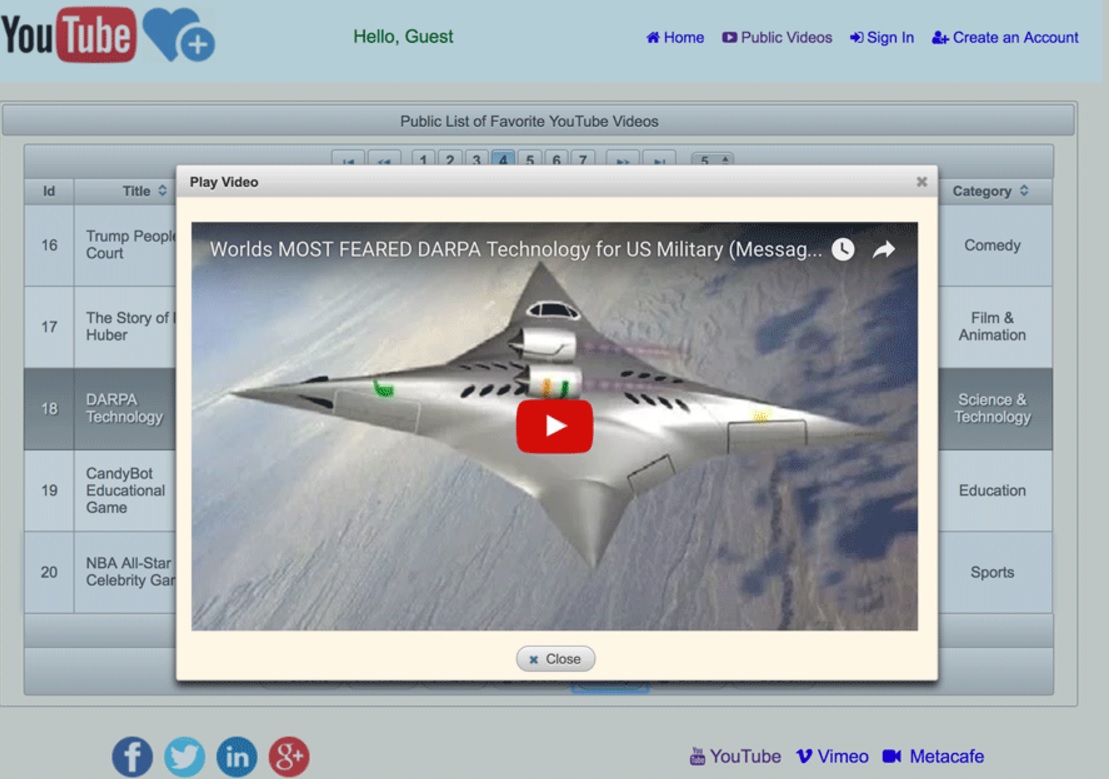 YouTube
Hello, Guest
Home Public Videos Sign In Create an Account
Public List of Favorite YouTube Videos
1 2 3 4 5 6 7 5
Id Title Category
Play Video
Worlds MOST FEARED DARPA Technology for US Military (Messag...
16
Trump People
Court
Comedy
17
The Story of
Huber
Film &
Animation
18
DARPA
Technology
Science &
Technology
19
CandyBot
Educational
Game
Education
20
NBA All-Star
Celebrity
Sports
Close
f in g+
YouTube Vimeo Metacafe